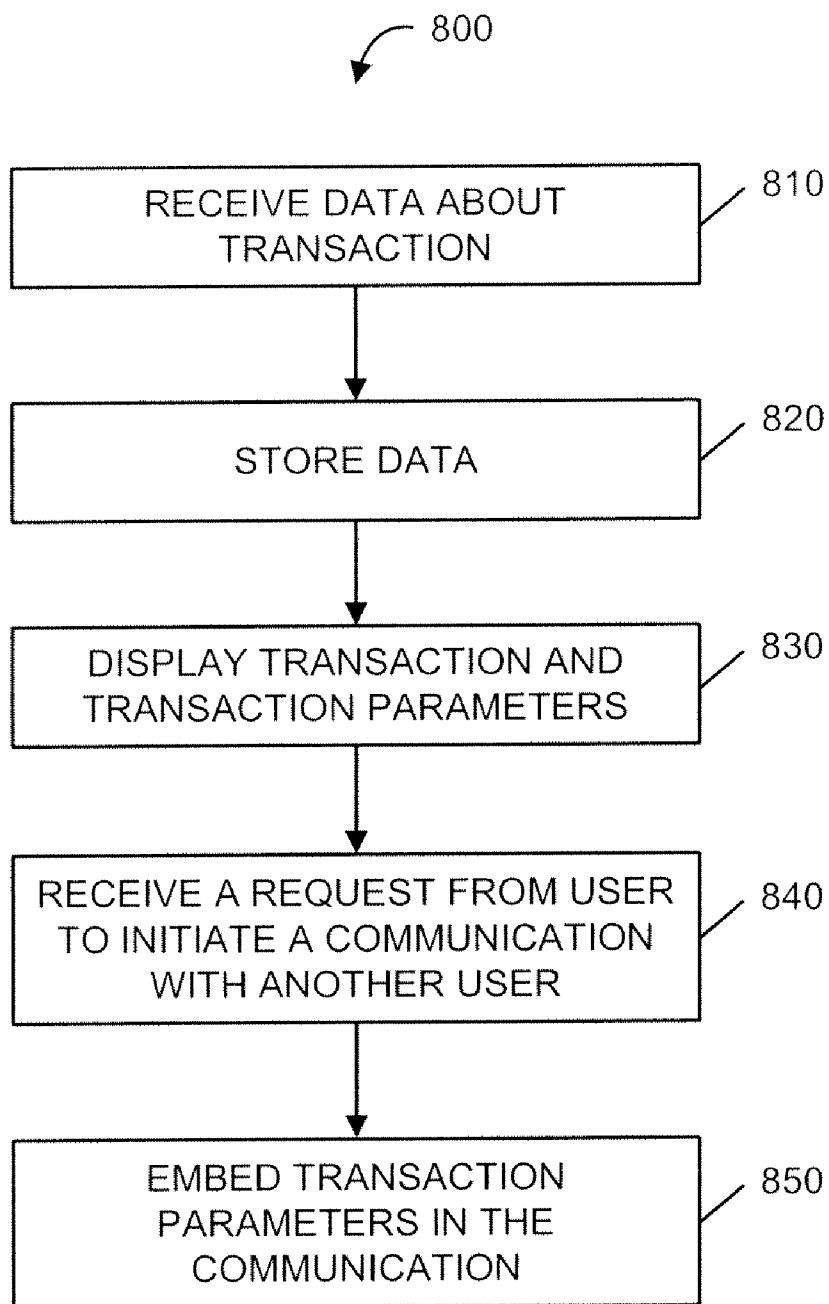 800
RECEIVE DATA ABOUT
TRANSACTION
810
STORE DATA
820
DISPLAY TRANSACTION AND
TRANSACTION PARAMETERS
830
RECEIVE A REQUEST FROM USER
TO INITIATE A COMMUNICATION
WITH ANOTHER USER
840
EMBED TRANSACTION
PARAMETERS IN THE
COMMUNICATION
850